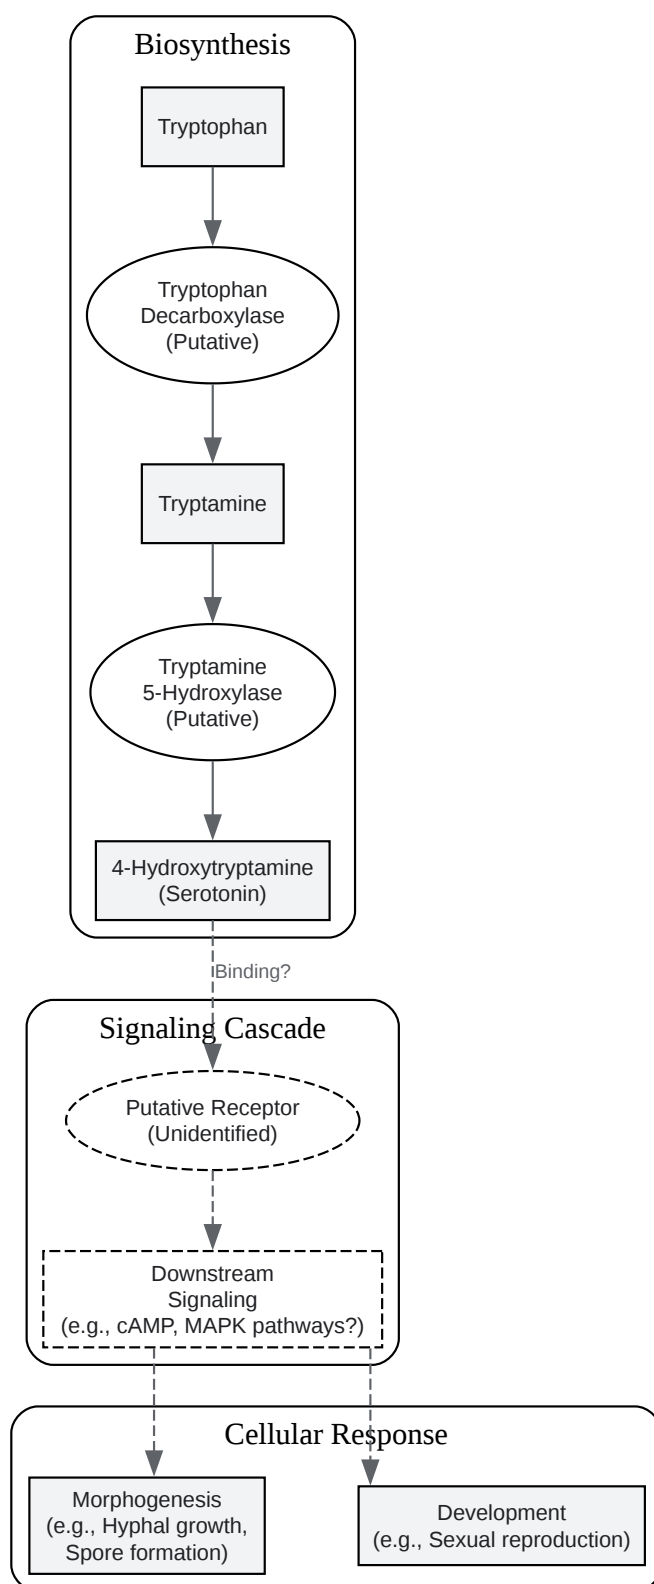 Biosynthesis
Tryptophan
Tryptophan
Decarboxylase
(Putative)
Tryptamine
Tryptamine
5-Hydroxylase
(Putative)
4-Hydroxytryptamine
(Serotonin)
Binding?
Signaling Cascade
Putative Receptor
(Unidentified)
Downstream
Signaling
(e.g., cAMP, MAPK pathways?)
Cellular Response
Morphogenesis
(e.g., Hyphal growth,
Spore formation)
Development
(e.g., Sexual reproduction)